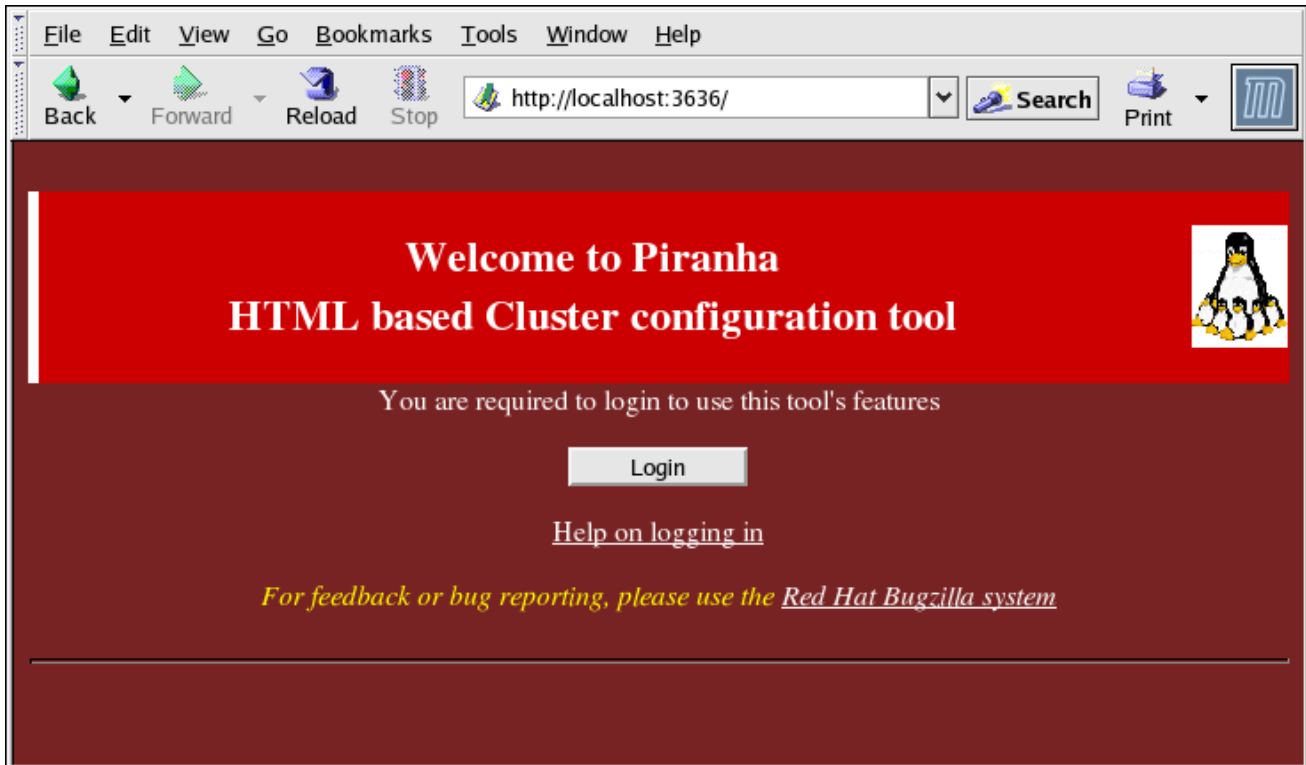 File Edit View Go Bookmarks Tools Window Help
Back Forward Reload Stop http://localhost:3636/ Search Print
Welcome to Piranha
HTML based Cluster configuration tool
You are required to login to use this tool's features
Login
Help on logging in
For feedback or bug reporting, please use the Red Hat Bugzilla system